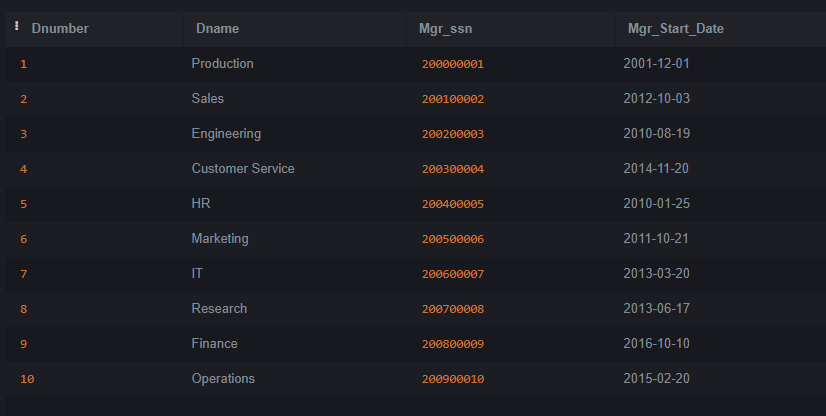 Dnumber Dname Mgr_ssn Mgr_Start_Date
1 Production 200000001 2001-12-01
2 Sales 200100002 2012-10-03
3 Engineering 200200003 2010-08-19
4 Customer Service 200300004 2014-11-20
5 HR 200400005 2010-01-25
6 Marketing 200500006 2011-10-21
7 IT 200600007 2013-03-20
8 Research 200700008 2013-06-17
9 Finance 200800009 2016-10-10
10 Operations 200900010 2015-02-20